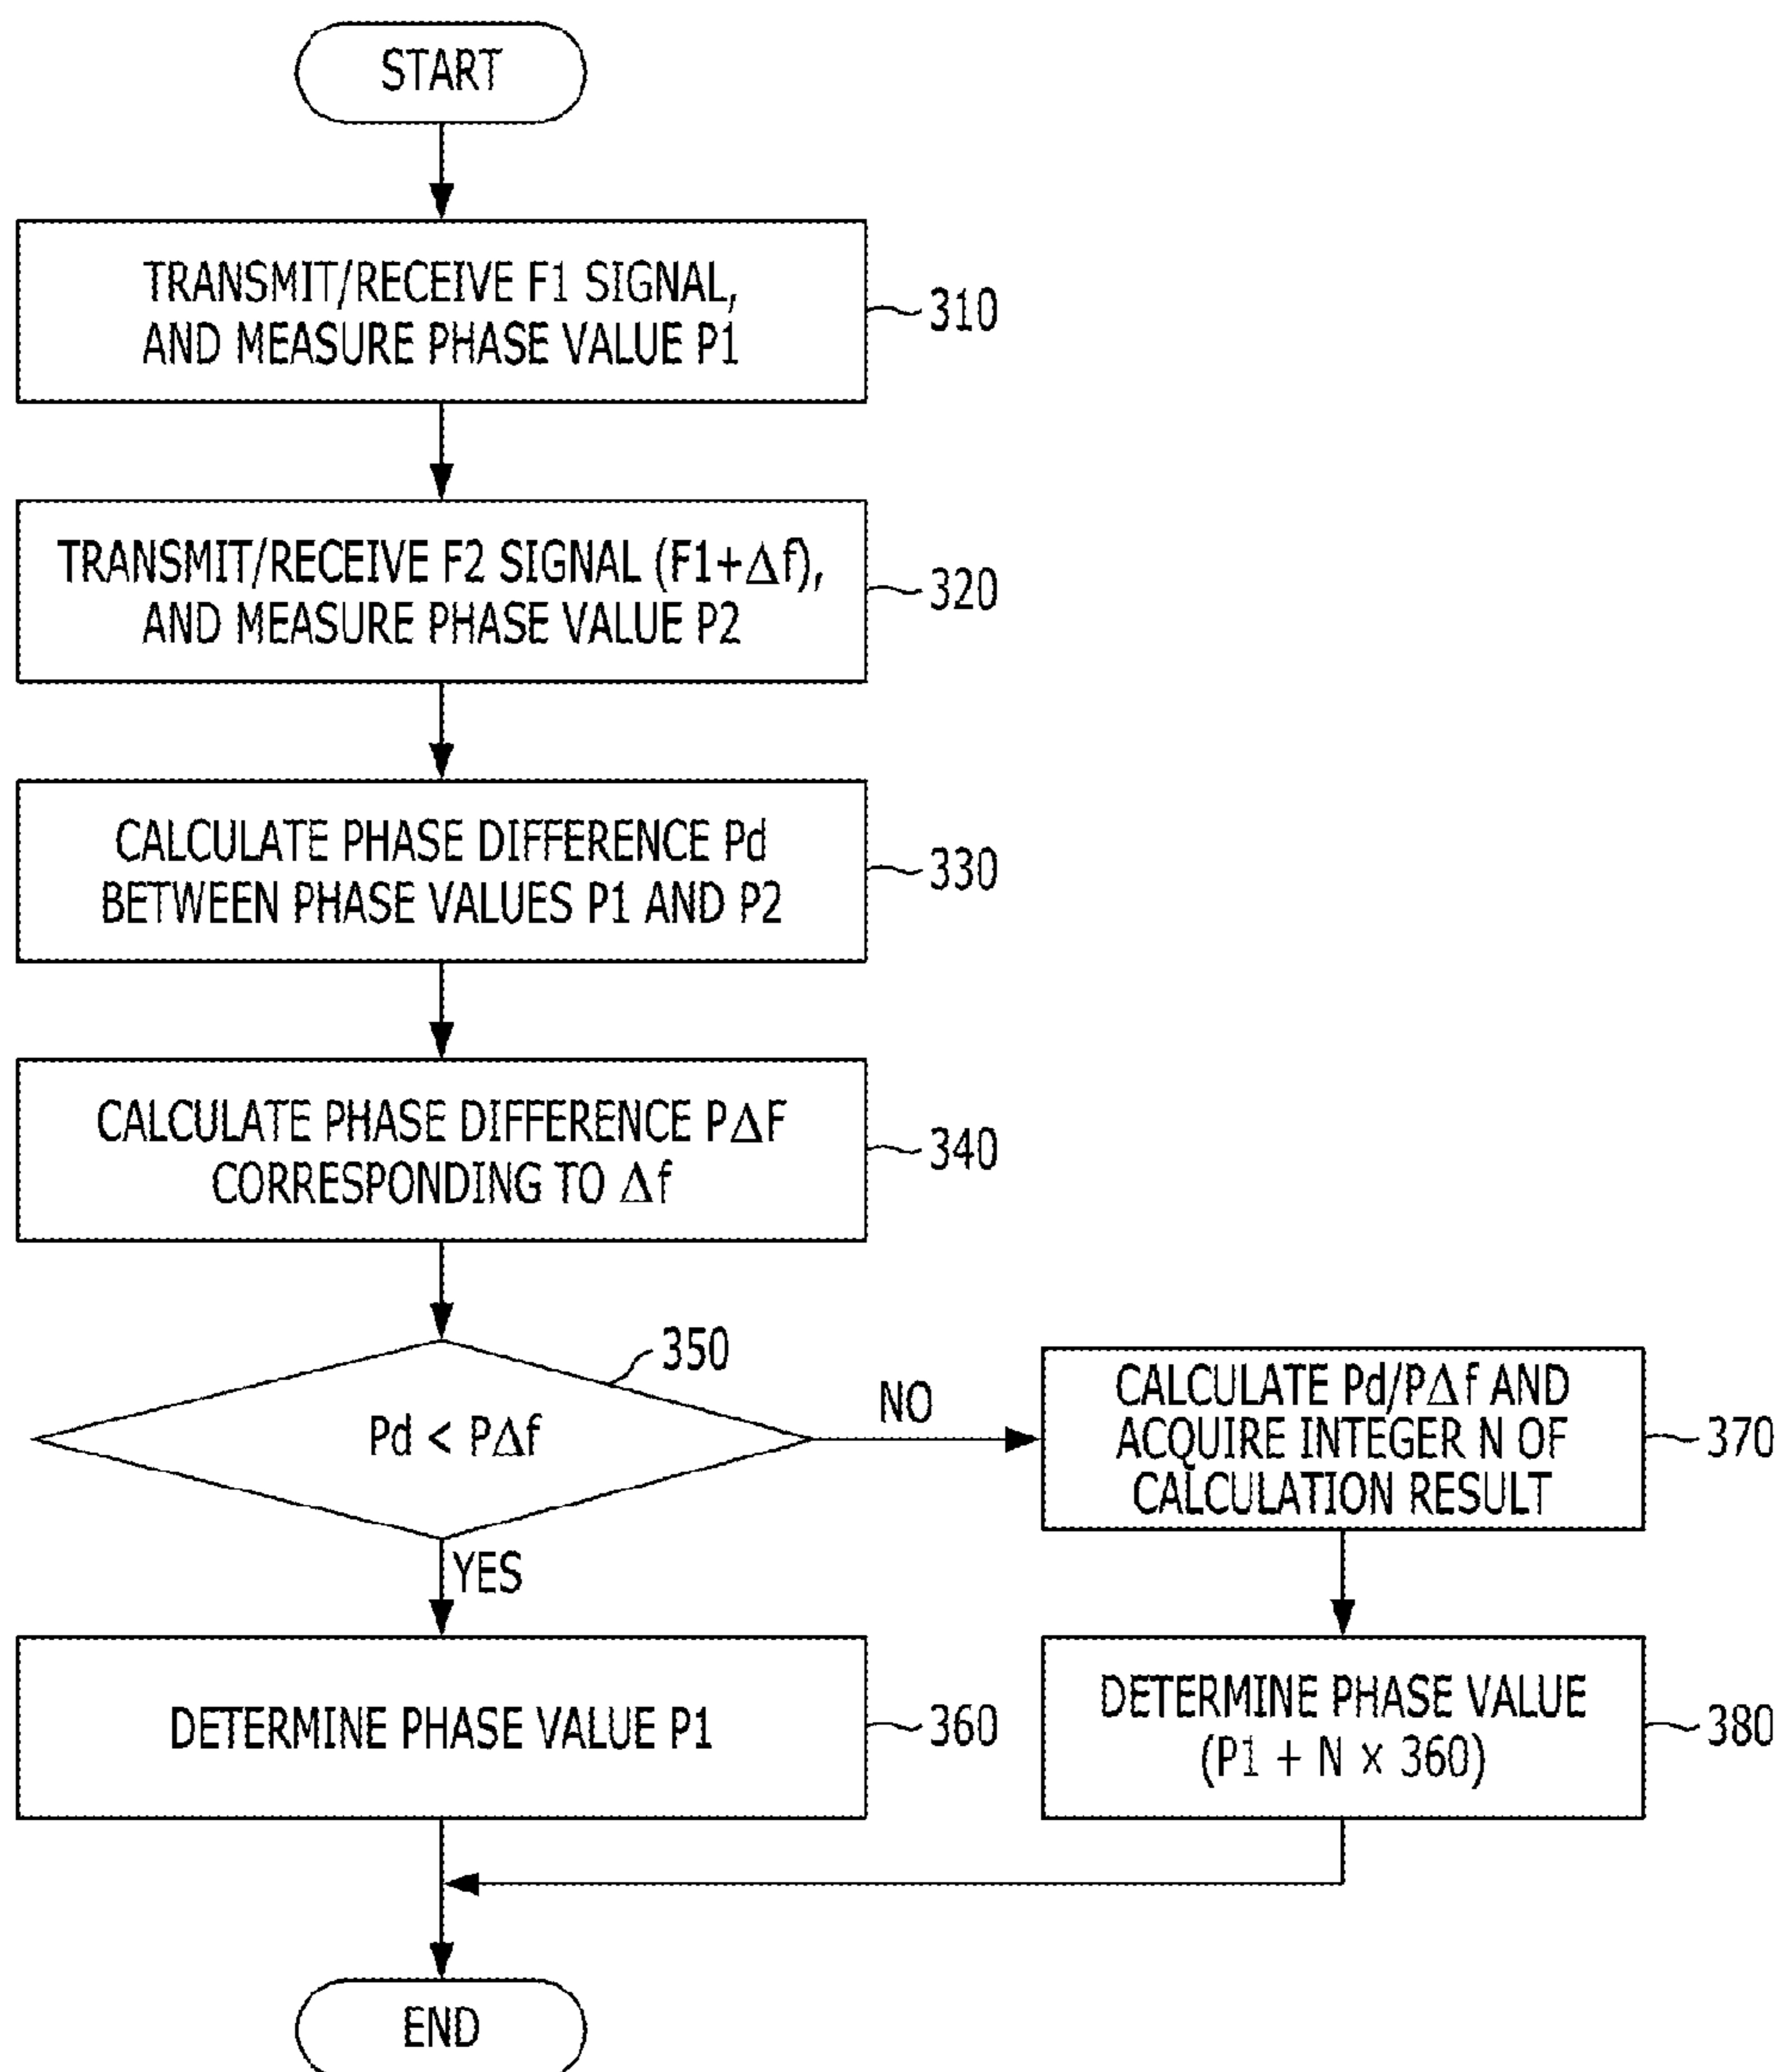 START
TRANSMIT/RECEIVE F1 SIGNAL,
AND MEASURE PHASE VALUE P1
310
TRANSMIT/RECEIVE F2 SIGNAL (F1+Δf),
AND MEASURE PHASE VALUE P2
320
CALCULATE PHASE DIFFERENCE Pd
BETWEEN PHASE VALUES P1 AND P2
330
CALCULATE PHASE DIFFERENCE PΔF
CORRESPONDING TO Δf
340
350
Pd < PΔf
NO
CALCULATE Pd/PΔf AND
ACQUIRE INTEGER N OF
CALCULATION RESULT
370
YES
DETERMINE PHASE VALUE P1
360
DETERMINE PHASE VALUE
(P1 + N × 360)
380
END